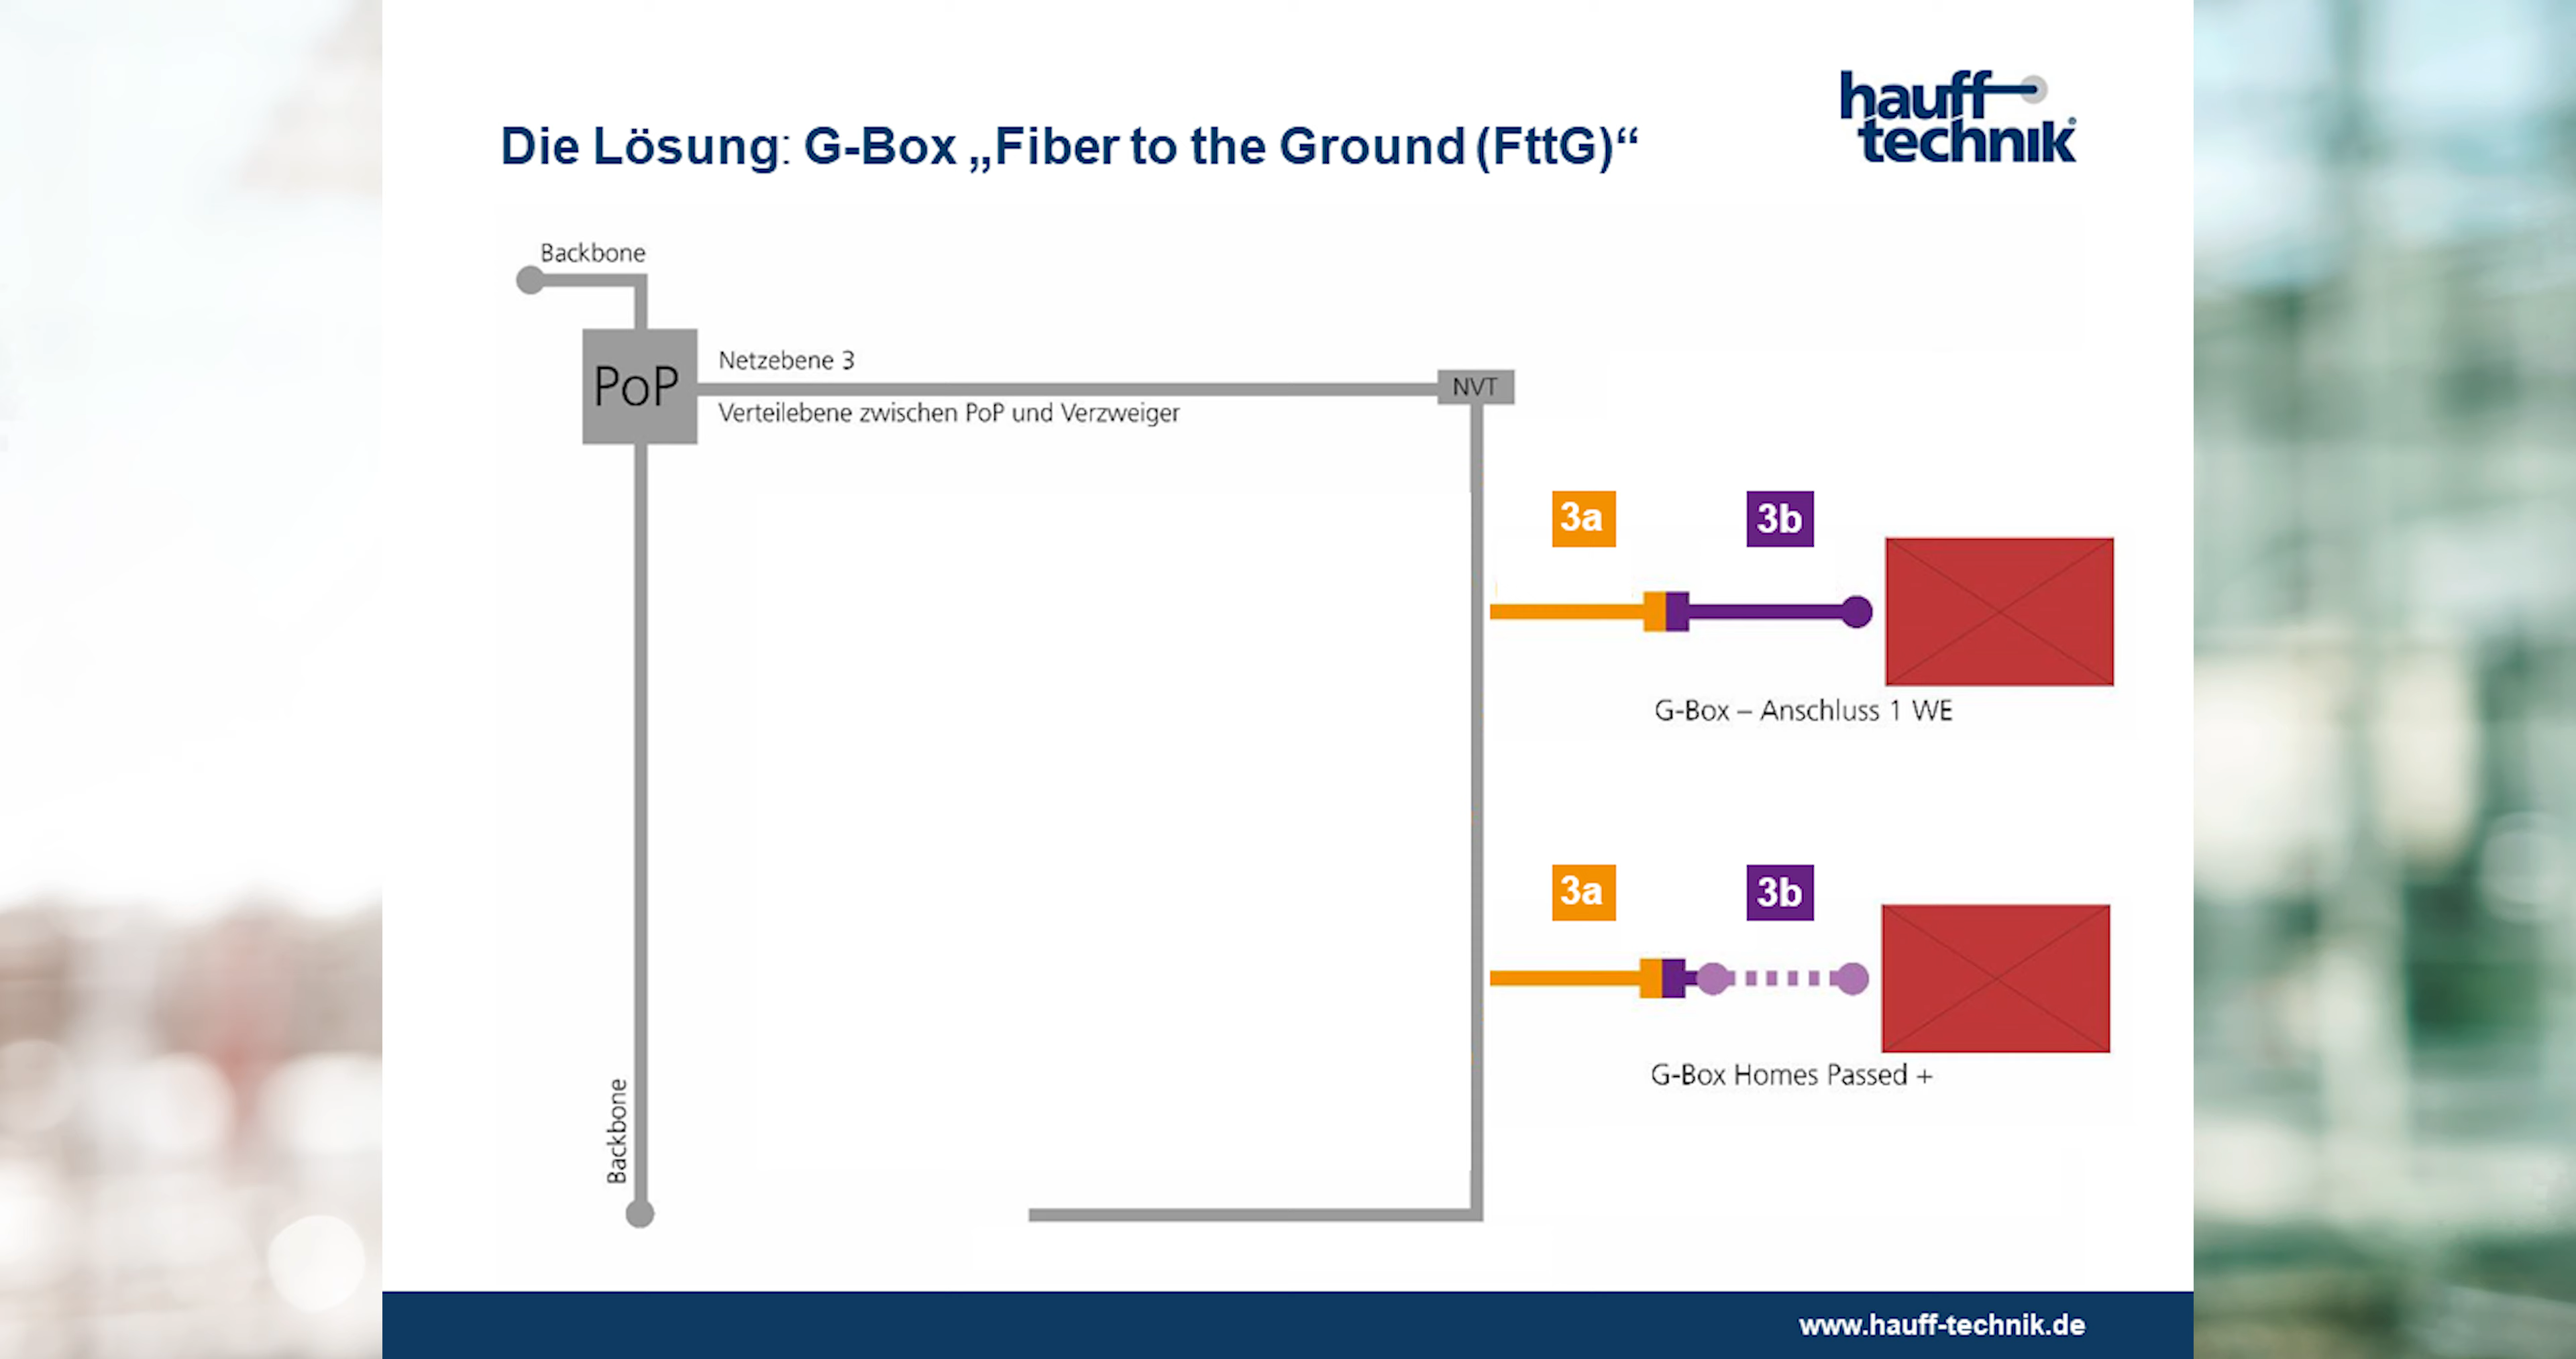 hauff
technik
Die Lösung: G-Box „Fiber to the Ground (FttG)“
Backbone
PoP
Netzebene 3
Verteilebene zwischen PoP und Verzweiger
NVT
3a
3b
G-Box – Anschluss 1 WE
3a
3b
G-Box Homes Passed +
Backbone
www.hauff-technik.de